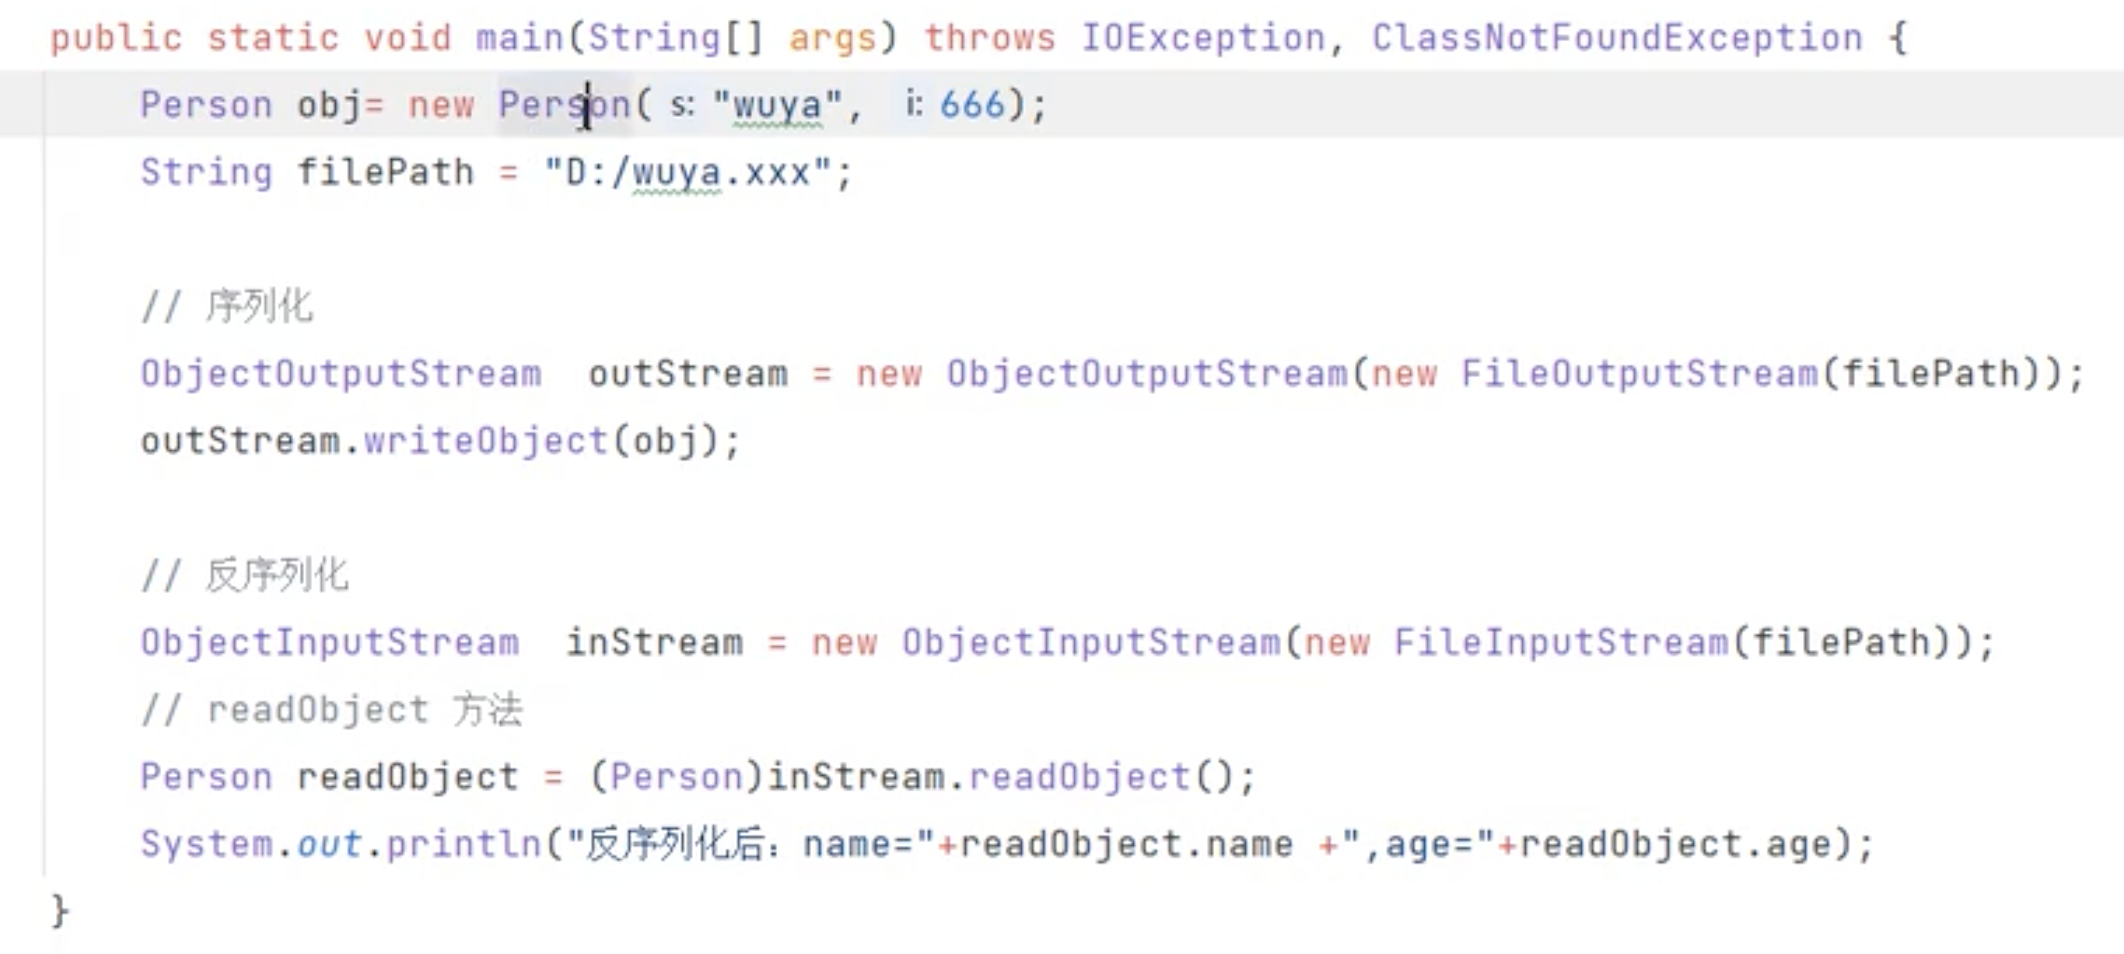 public static void main(String[] args) throws IOException, ClassNotFoundException {
Person obj= new Person( s: "wuya", i: 666);
String filePath = "D:/wuya.xxx";
// 序列化
ObjectOutputStream outStream = new ObjectOutputStream(new FileOutputStream(filePath));
outStream.writeObject(obj);
// 反序列化
ObjectInputStream inStream = new ObjectInputStream(new FileInputStream(filePath));
// readObject 方法
Person readObject = (Person)inStream.readObject();
System.out.println("反序列化后：name="+readObject.name +",age="+readObject.age);
}